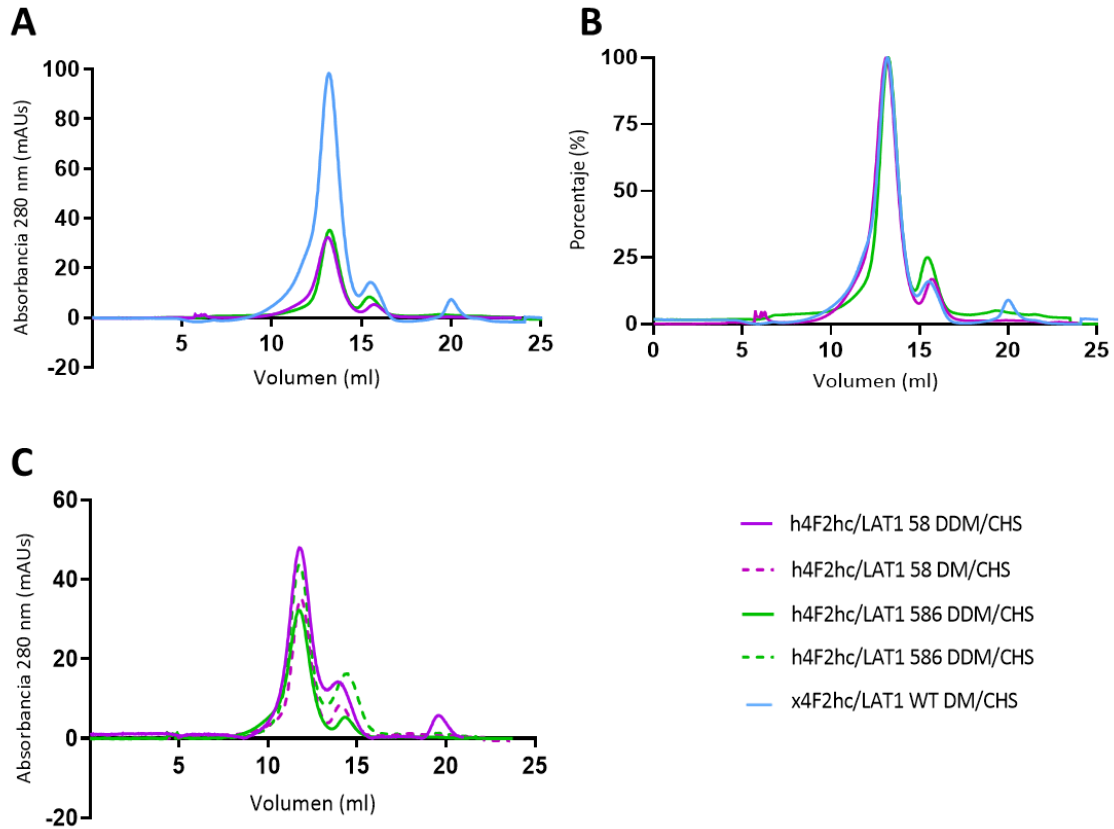 A
Absorbancia 280 nm (mAUs)
100
80
60
40
20
0
-20
5
10
15
20
25
Volumen (ml)
B
Porcentaje (%)
100
75
50
25
0
0
5
10
15
20
25
Volumen (ml)
C
Absorbancia 280 nm (mAUs)
60
40
20
0
-20
5
10
15
20
25
Volumen (ml)
h4F2hc/LAT1 58 DDM/CHS
h4F2hc/LAT1 58 DM/CHS
h4F2hc/LAT1 586 DDM/CHS
h4F2hc/LAT1 586 DDM/CHS
x4F2hc/LAT1 WT DM/CHS